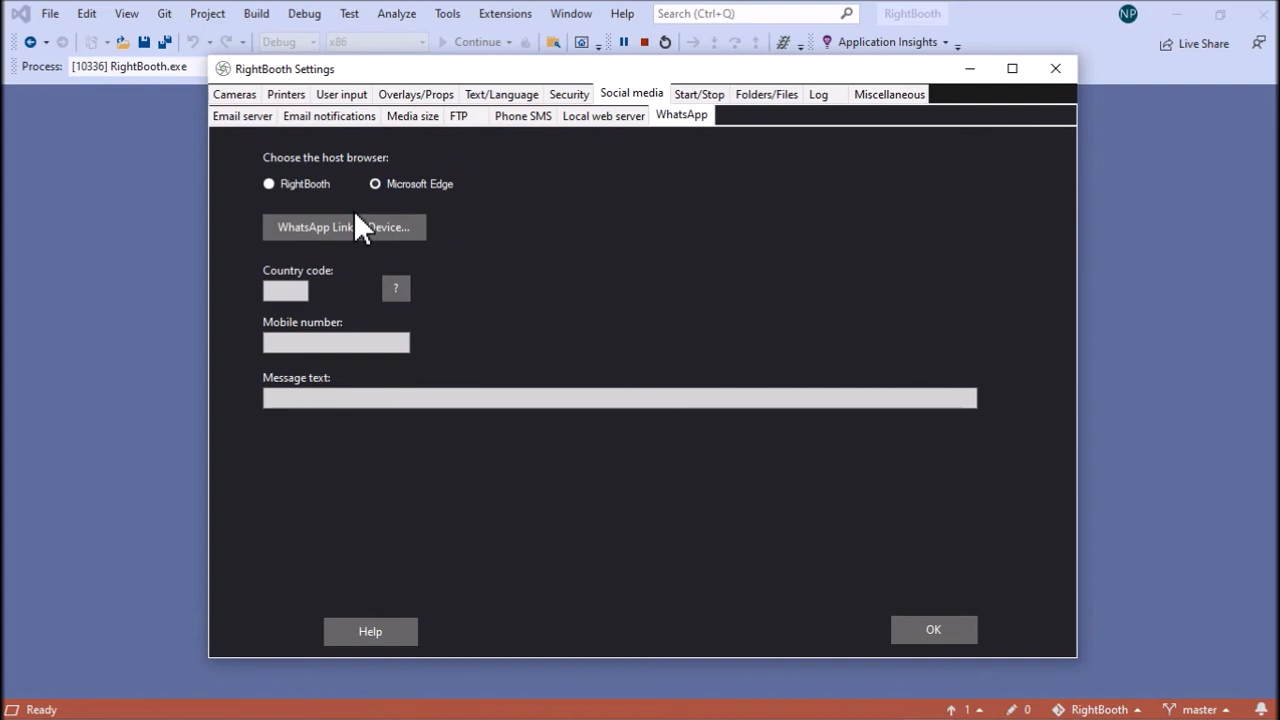 File Edit View Git Project Build Debug Test Analyze Tools Extensions Window Help Search (Ctrl+Q) RightBooth NP
Debug x86 Continue Application Insights Live Share
Process: [10336] RightBooth.exe
RightBooth Settings
Cameras Printers User input Overlays/Props Text/Language Security Social media Start/Stop Folders/Files Log Miscellaneous
Email server Email notifications Media size FTP Phone SMS Local web server WhatsApp
Choose the host browser:
RightBooth Microsoft Edge
WhatsApp Link Device...
Country code:
?
Mobile number:
Message text:
Help OK
Ready 1 0 RightBooth master